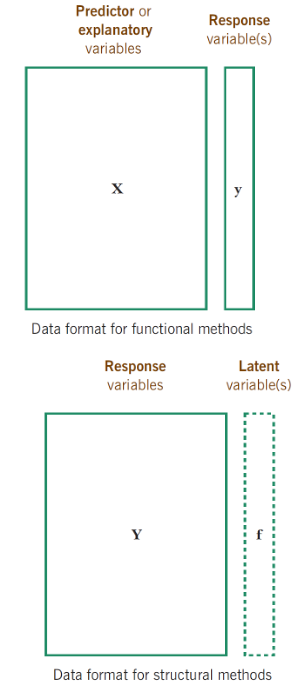 Predictor or
explanatory
variables
Response
variable(s)
X
y
Data format for functional methods
Response
variables
Latent
variable(s)
Y
f
Data format for structural methods